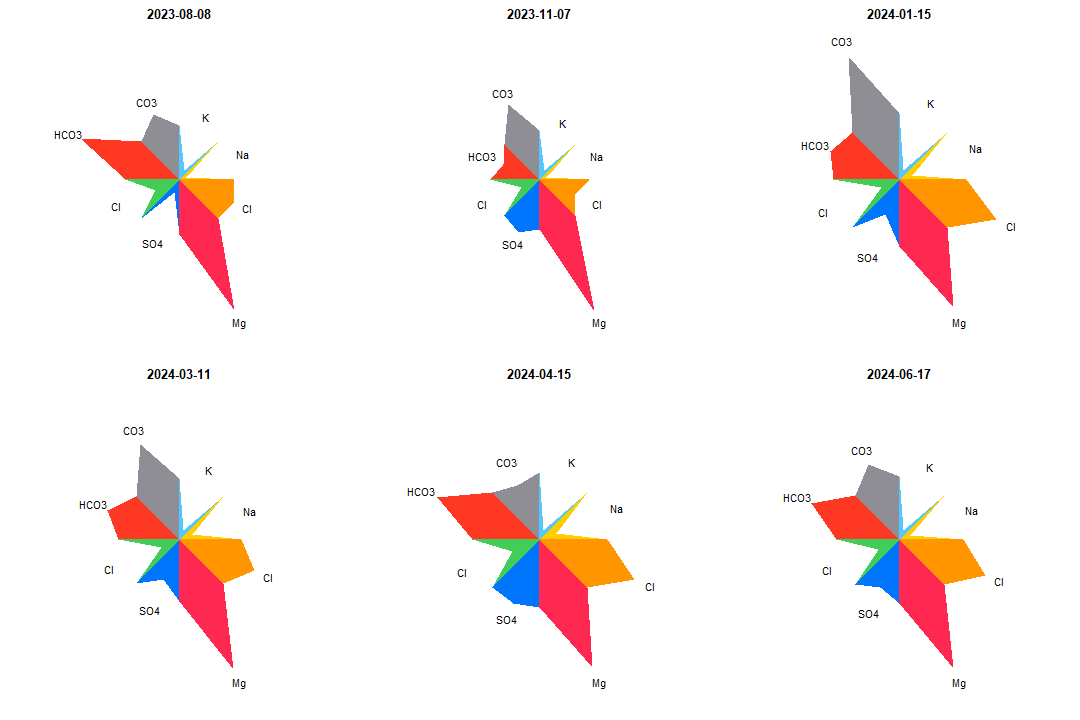 2023-08-08
CO3
K
HCO3
Na
Cl
Cl
SO4
Mg
2023-11-07
CO3
K
HCO3
Na
Cl
Cl
SO4
Mg
2024-01-15
CO3
K
HCO3
Na
Cl
Cl
SO4
Mg
2024-03-11
CO3
K
HCO3
Na
Cl
Cl
SO4
Mg
2024-04-15
CO3
K
HCO3
Na
Cl
Cl
SO4
Mg
2024-06-17
CO3
K
HCO3
Na
Cl
Cl
SO4
Mg